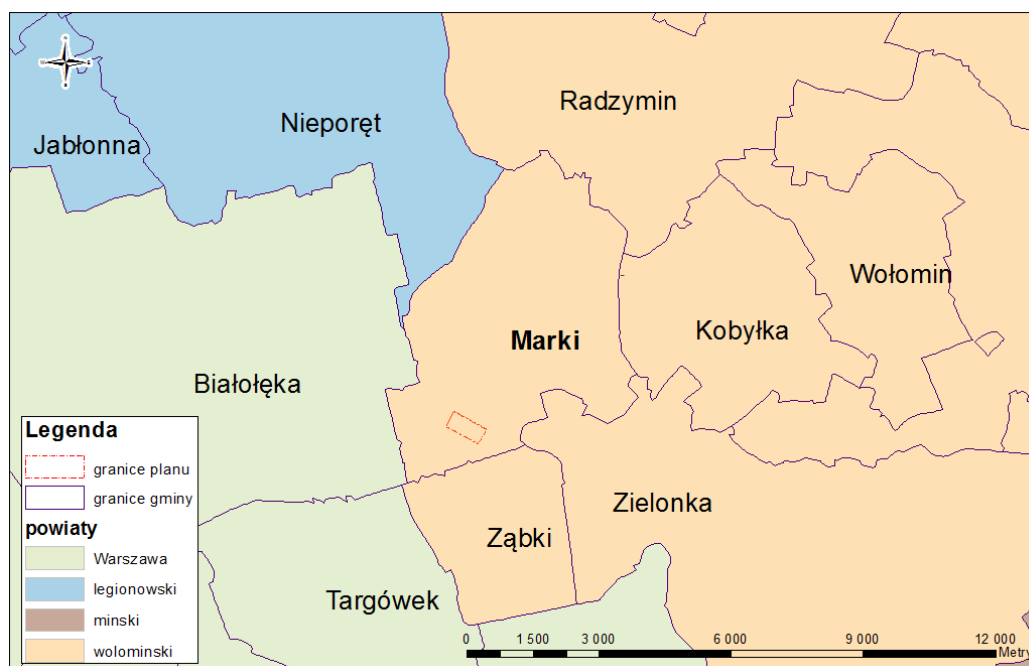 Radzymin
Nieporęt
Jabłonna
Wołomin
Kobyłka
Marki
Białołęka
Legenda
granice planu
granice gminy
powiaty
Warszawa
legionowski
minski
wolominski
Zielonka
Ząbki
Targówek
0 1 500 3 000 6 000 9 000 12 000
Metry